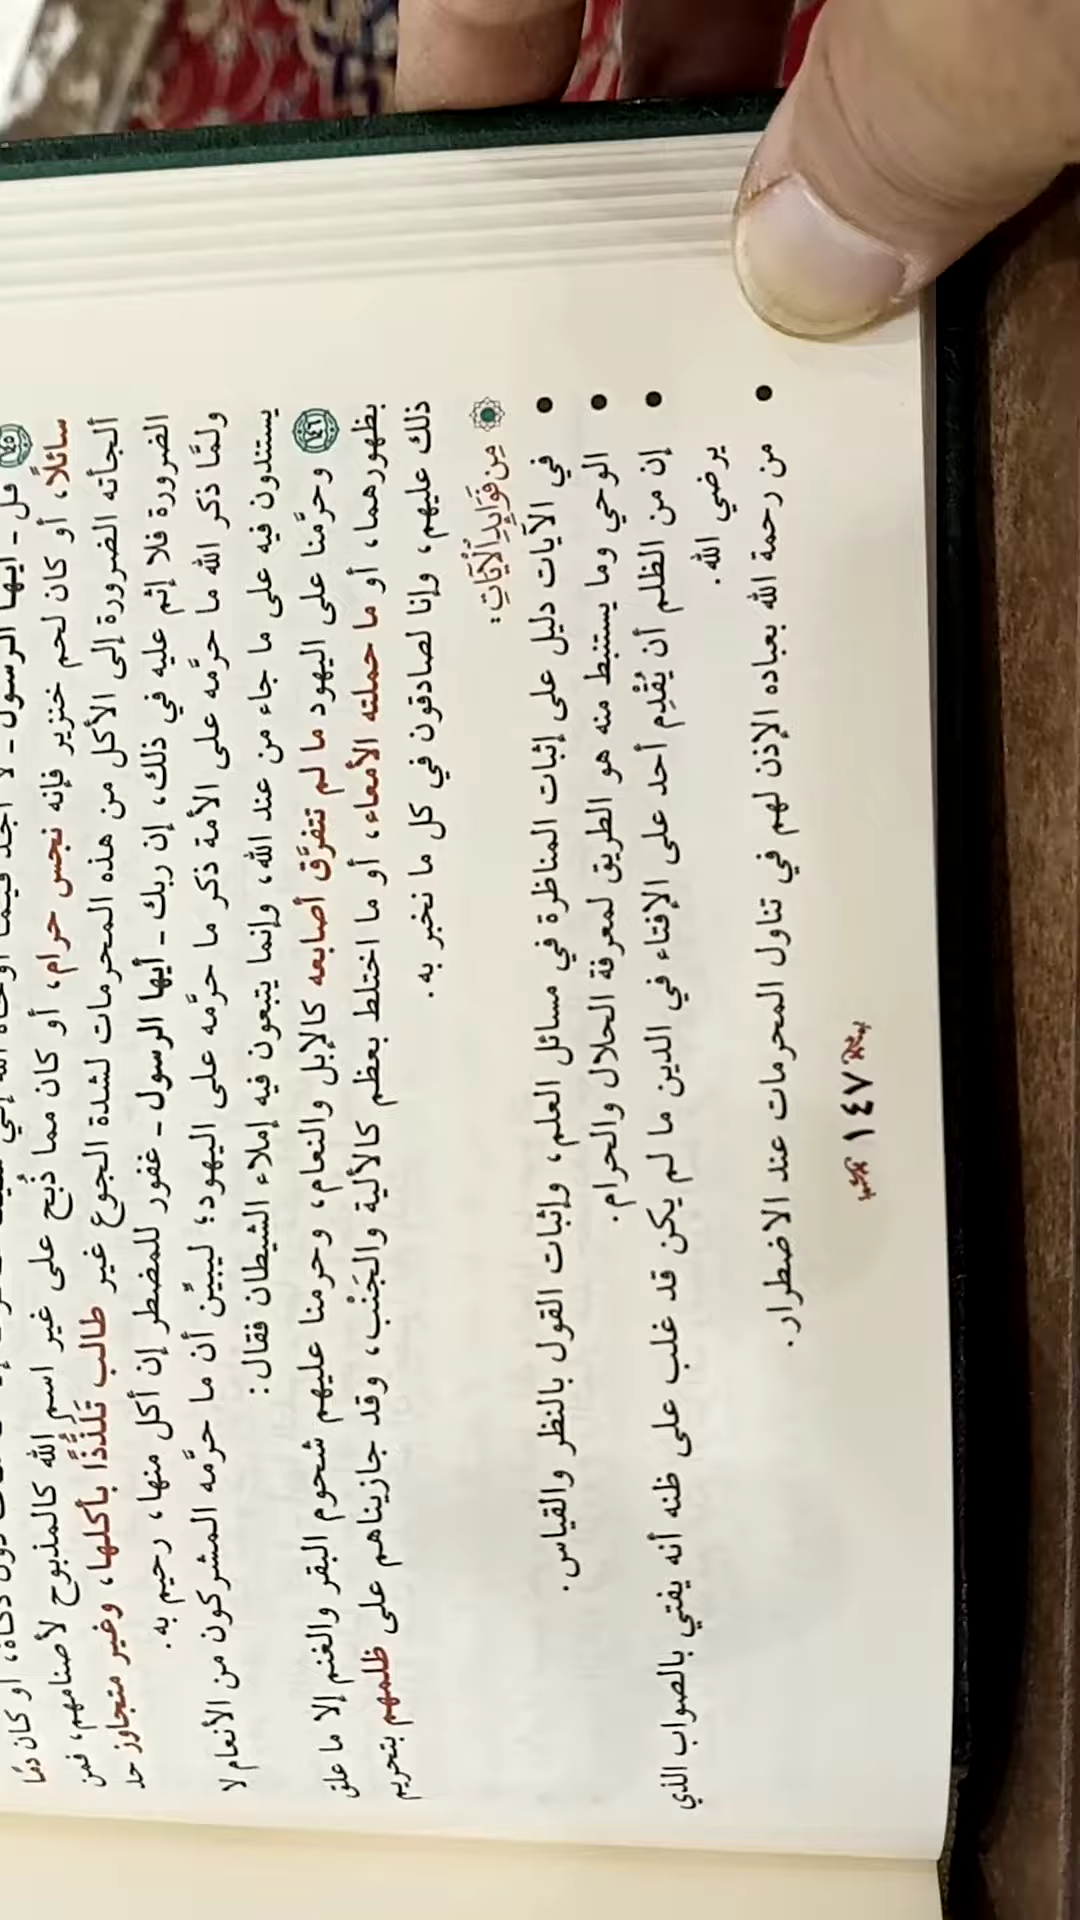 ١٤٥ قل - أيها الرسول - لا أجد فيما أوحاه الله إلي
سائلًا، أو كان لحم خنزير فإنه نجس حرام، أو كان مما ذُبح على غير اسم الله كالمذبوح لأصنامهم، فمن
ألجأته الضرورة إلى الأكل من هذه المحرمات لشدة الجوع غير طالب تَلَذُّذًا بأكلها، وغير متجاوز حد
الضرورة فلا إثم عليه في ذلك، إن ربك - أيها الرسول - غفور للمضطر إن أكل منها، رحيم به.
ولمَّا ذكر الله ما حرَّمه على الأمة ذكر ما حرَّمه على اليهود؛ ليبيِّن أن ما حرَّمه المشركون من الأنعام لا
يستندون فيه على ما جاء من عند الله، وإنما يتبعون فيه إملاء الشيطان فقال:
١٤٦ وحرَّمنا على اليهود ما لم تتفرَّق أصابعه كالإبل والنعام، وحرمنا عليهم شحوم البقر والغنم إلا ما علق
بظهورهما، أو ما حملته الأمعاء، أو ما اختلط بعظم كالألية والجَنْب، وقد جازيناهم على ظلمهم بتحريم
ذلك عليهم، وإنا لصادقون في كل ما نخبر به.
مِن فَوَائِدِ الْآيَاتِ:
• في الآيات دليل على إثبات المناظرة في مسائل العلم، وإثبات القول بالنظر والقياس.
• الوحي وما يستنبط منه هو الطريق لمعرفة الحلال والحرام.
• إن من الظلم أن يُقْدِم أحد على الإفتاء في الدين ما لم يكن قد غلب على ظنه أنه يفتي بالصواب الذي
يرضي الله.
• من رحمة الله بعباده الإذن لهم في تناول المحرمات عند الاضطرار.
١٤٧